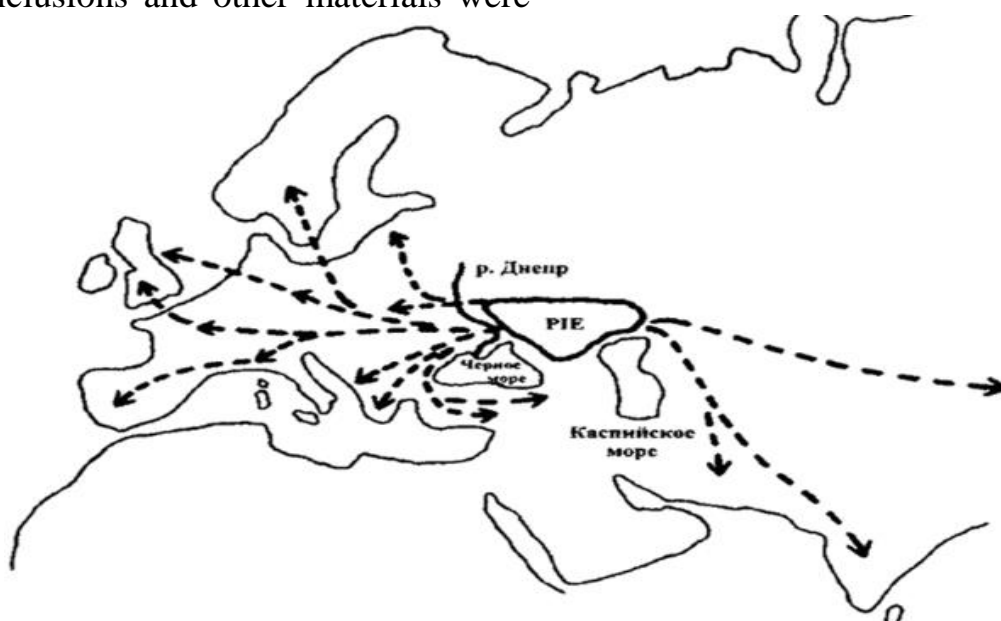 nclusions and other materials were
р. Днепр
PIE
Черное
море
Каспийское
море